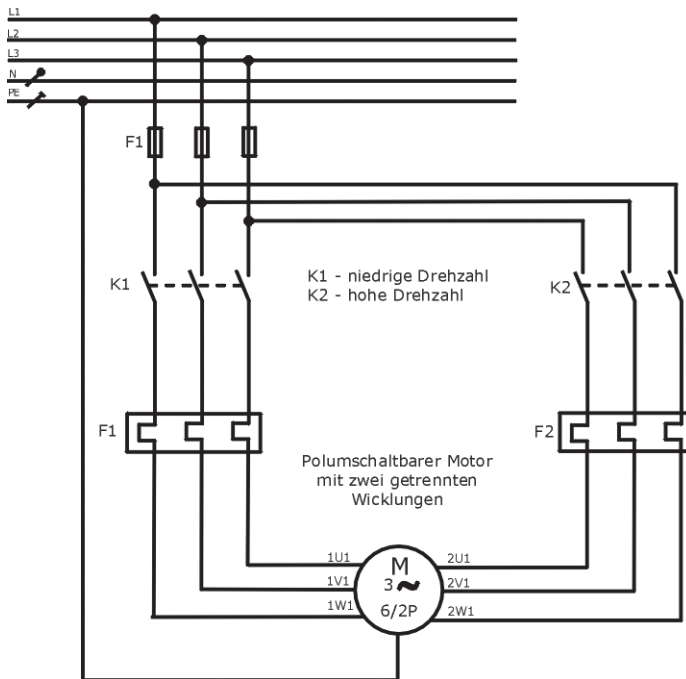 L1
L2
L3
N
PE
F1
K1
K1 - niedrige Drehzahl
K2 - hohe Drehzahl
K2
F1
F2
Polumschaltbarer Motor
mit zwei getrennten
Wicklungen
1U1
1V1
1W1
M
3
6/2P
2U1
2V1
2W1